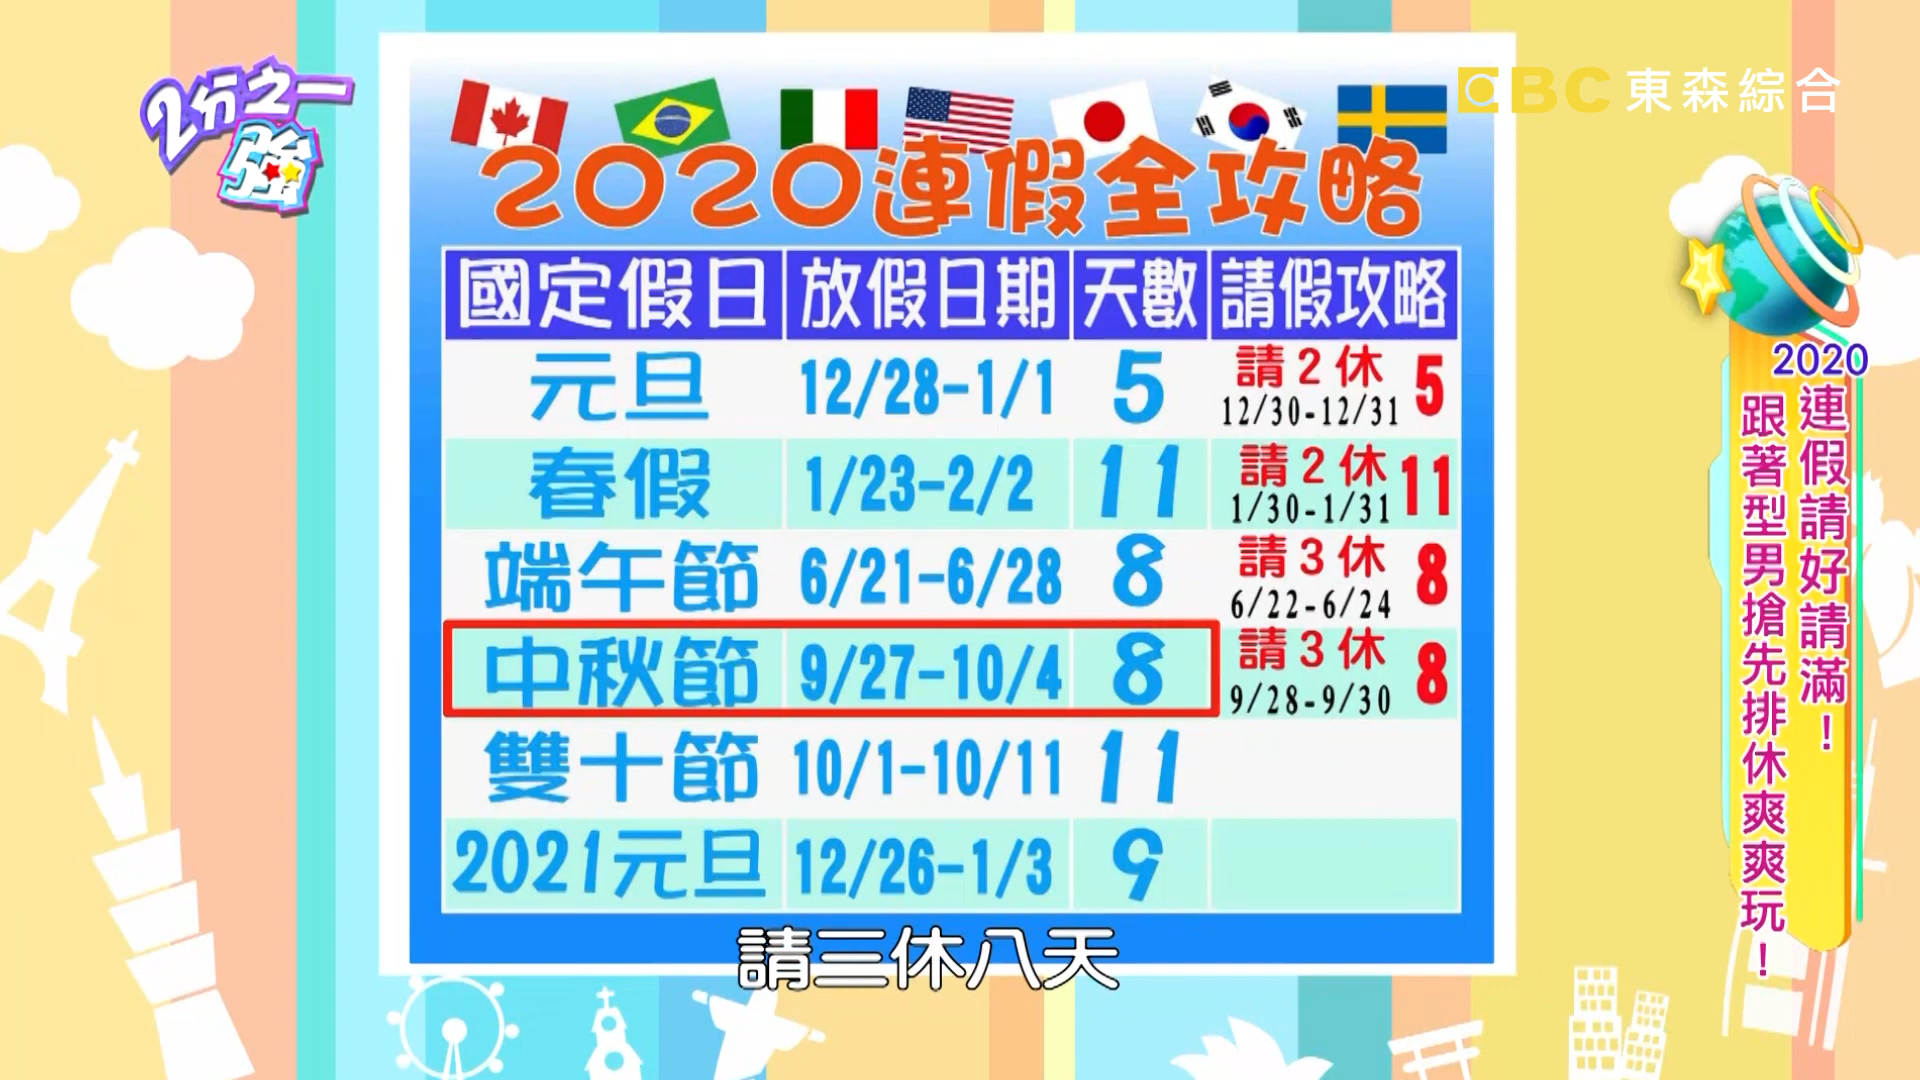 2分之一強
EBC 東森綜合
2020連假全攻略
國定假日 放假日期 天數 請假攻略
元旦 12/28-1/1 5 請2休5
12/30-12/31
春假 1/23-2/2 11 請2休11
1/30-1/31
端午節 6/21-6/28 8 請3休8
6/22-6/24
中秋節 9/27-10/4 8 請3休8
9/28-9/30
雙十節 10/1-10/11 11
2021元旦 12/26-1/3 9
請三休八天
2020連假請好請滿！
跟著型男搶先排休爽爽玩！